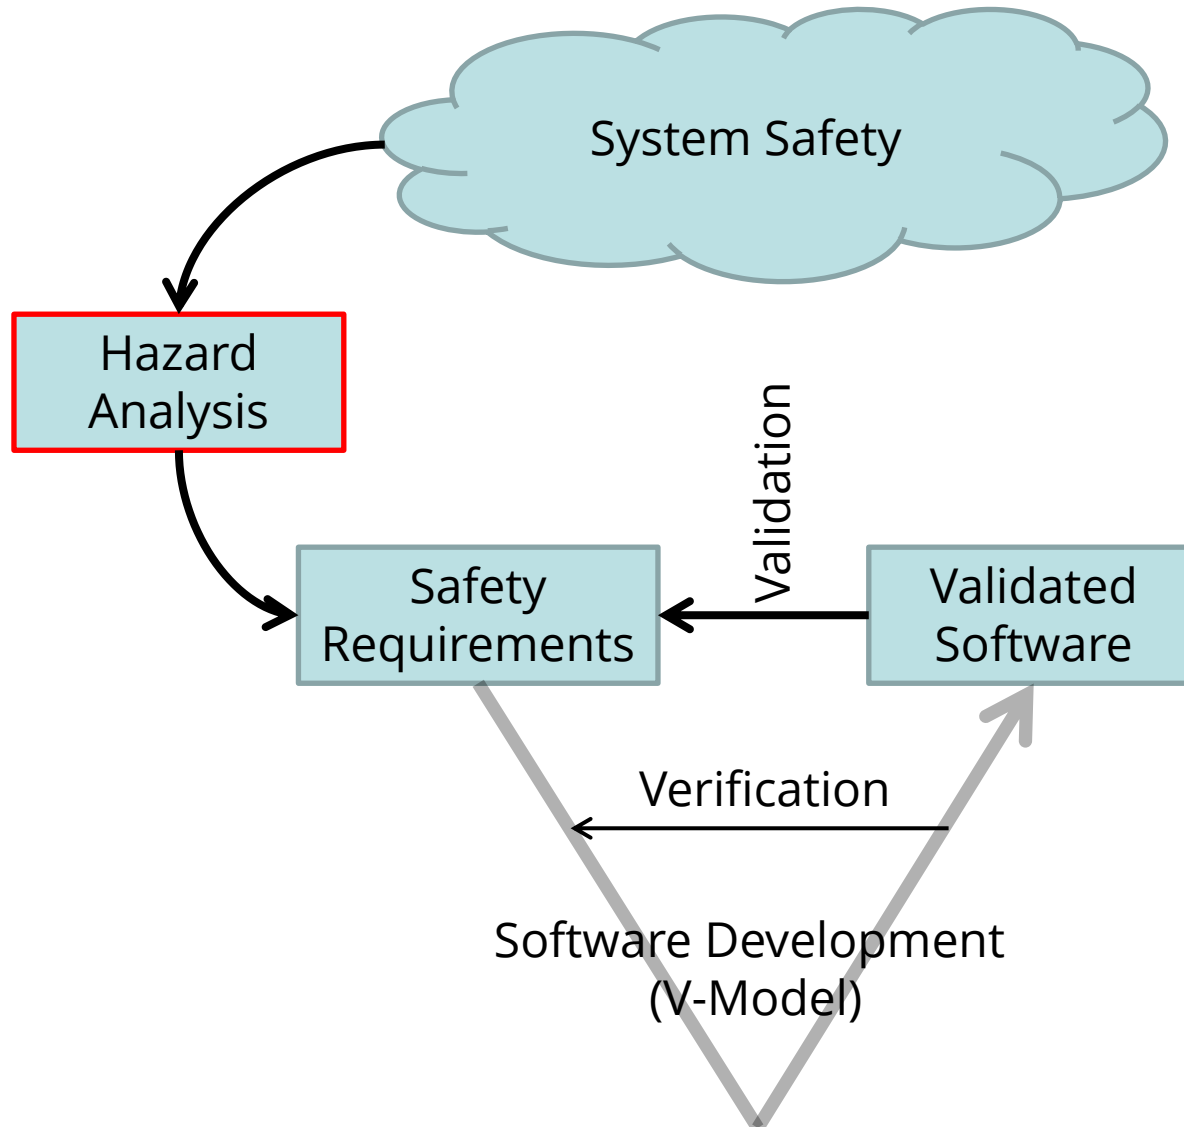 System Safety
Hazard
Analysis
Validation
Safety
Requirements
Validated
Software
Verification
Software Development
(V-Model)